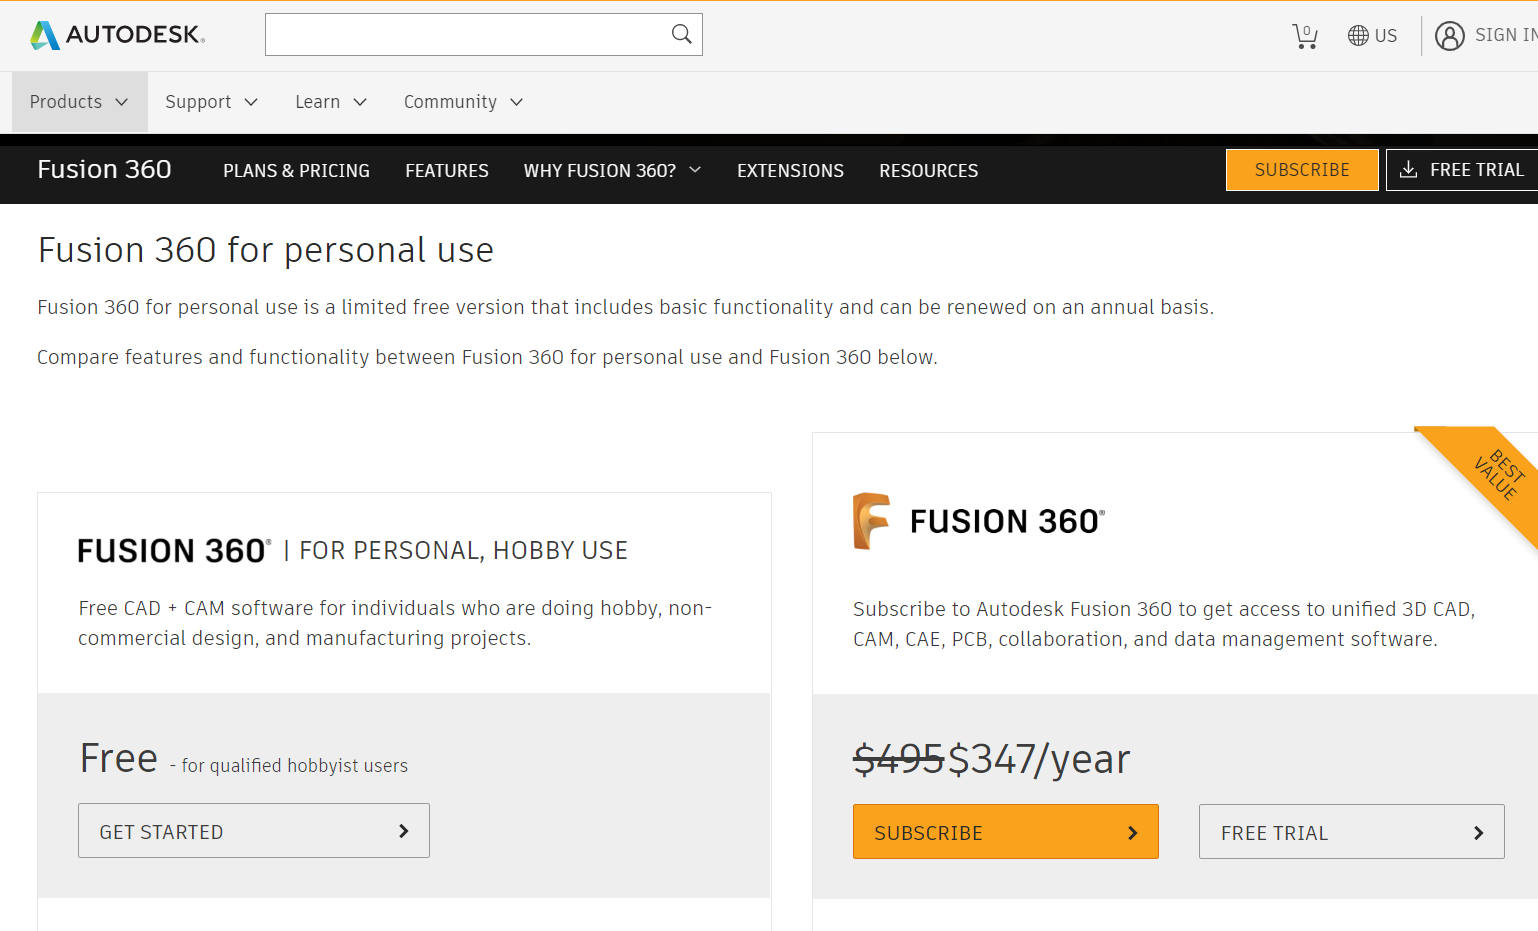 AUTODESK.
0
US
SIGN IN
Products
Support
Learn
Community
Fusion 360
PLANS & PRICING
FEATURES
WHY FUSION 360?
EXTENSIONS
RESOURCES
SUBSCRIBE
FREE TRIAL
Fusion 360 for personal use
Fusion 360 for personal use is a limited free version that includes basic functionality and can be renewed on an annual basis.
Compare features and functionality between Fusion 360 for personal use and Fusion 360 below.
FUSION 360® | FOR PERSONAL, HOBBY USE
Free CAD + CAM software for individuals who are doing hobby, non-
commercial design, and manufacturing projects.
Free - for qualified hobbyist users
GET STARTED
BEST
VALUE
FUSION 360®
Subscribe to Autodesk Fusion 360 to get access to unified 3D CAD,
CAM, CAE, PCB, collaboration, and data management software.
$495 $347/year
SUBSCRIBE
FREE TRIAL